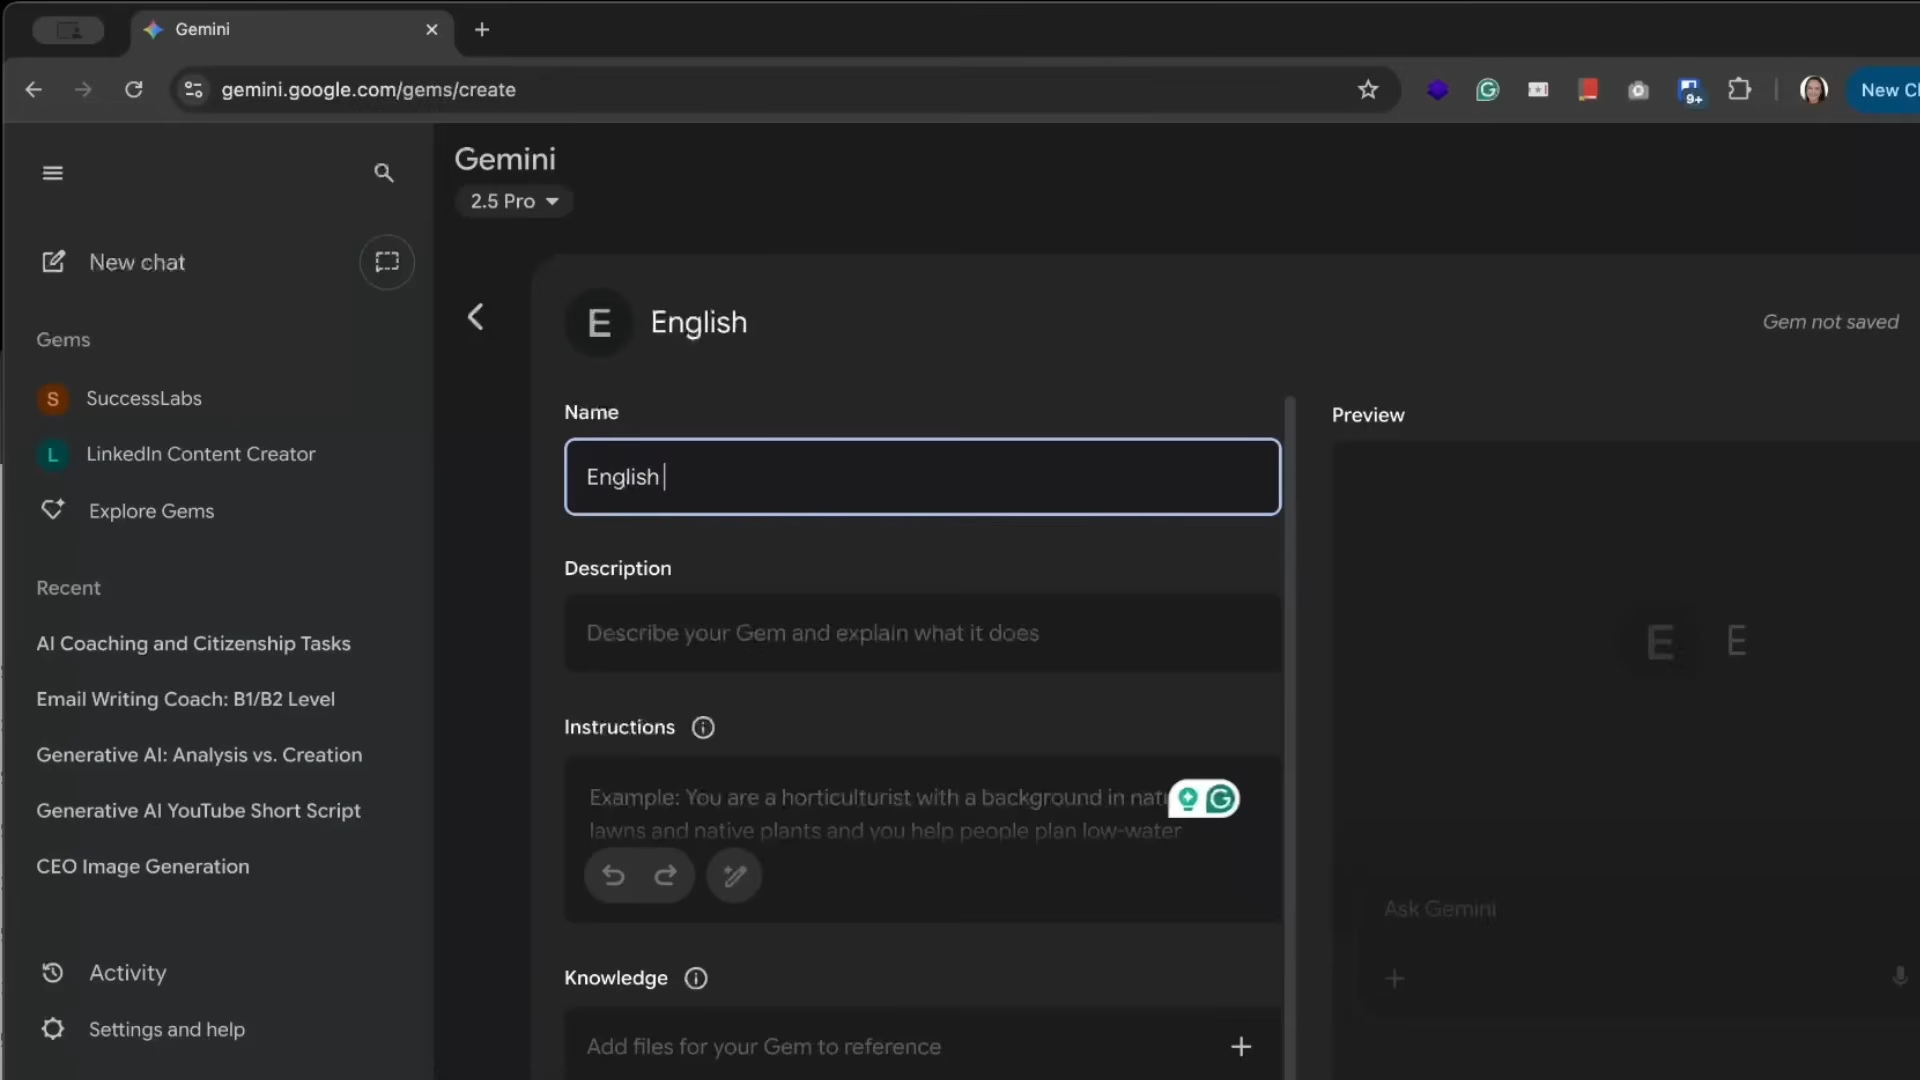 Gemini
gemini.google.com/gems/create
9+
New Cl
Gemini
2.5 Pro
New chat
Gems
S
SuccessLabs
L
LinkedIn Content Creator
Explore Gems
Recent
AI Coaching and Citizenship Tasks
Email Writing Coach: B1/B2 Level
Generative AI: Analysis vs. Creation
Generative AI YouTube Short Script
CEO Image Generation
Activity
Settings and help
E
English
Gem not saved
Name
English
Description
Describe your Gem and explain what it does
Instructions
Example: You are a horticulturist with a background in nat
lawns and native plants and you help people plan low-water
Knowledge
Add files for your Gem to reference
Preview
E
E
Ask Gemini